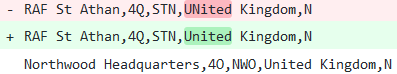 - RAF St Athan,4Q,STN,UNited Kingdom,N
+ RAF St Athan,4Q,STN,United Kingdom,N
Northwood Headquarters,4O,NWO,United Kingdom,N